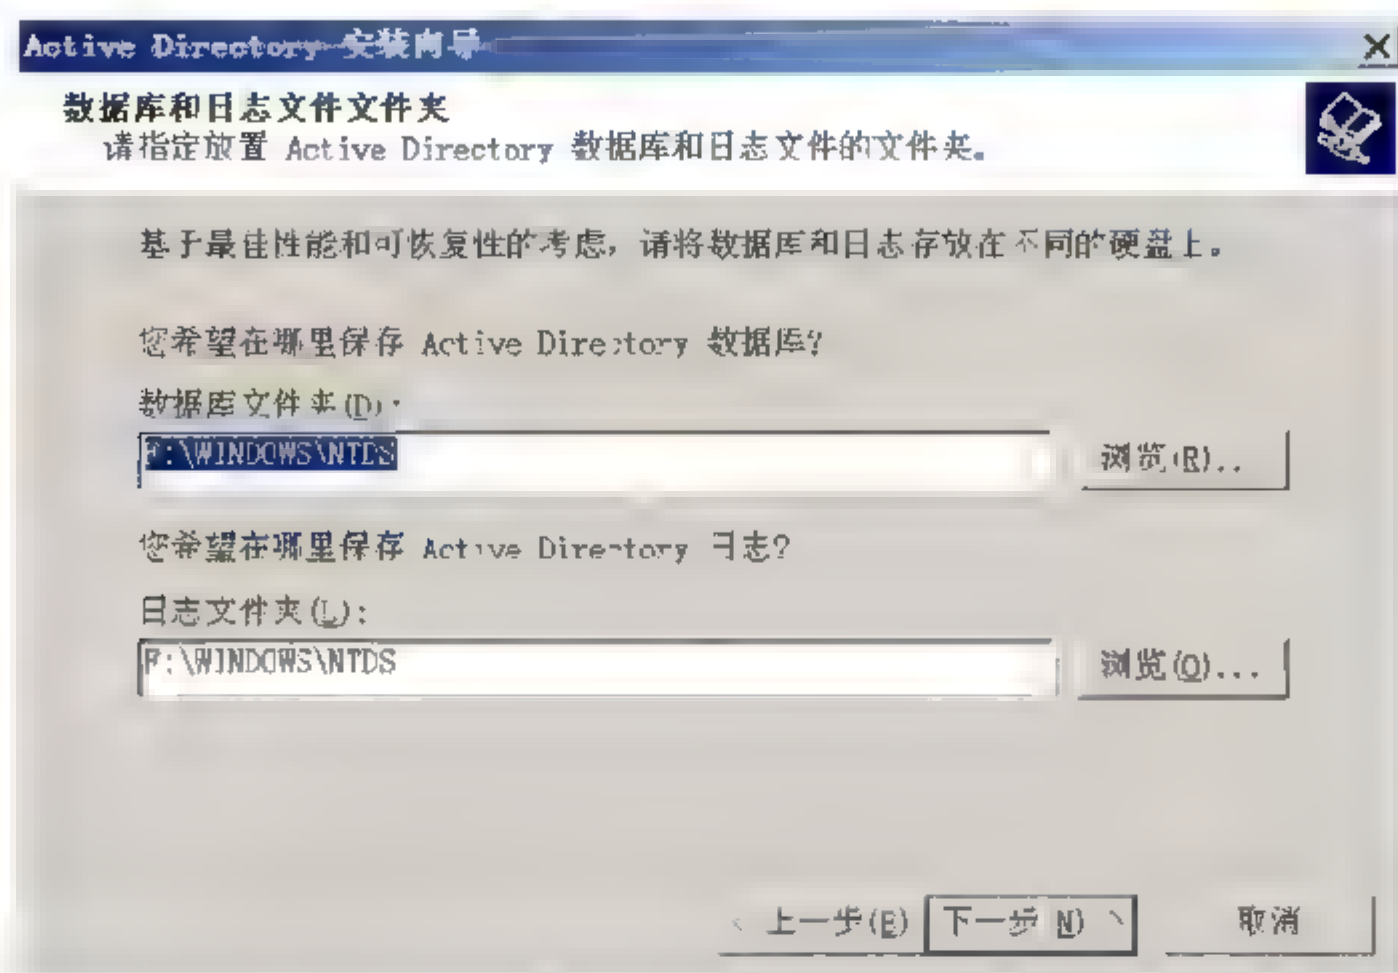 Active Directory 安装向导
数据库和日志文件文件夹
请指定放置 Active Directory 数据库和日志文件的文件夹。
基于最佳性能和可恢复性的考虑，请将数据库和日志存放在不同的硬盘上。
您希望在哪里保存 Active Directory 数据库?
数据库文件夹(D):
F:\WINDOWS\NTDS 浏览(R)..
您希望在哪里保存 Active Directory 日志?
日志文件夹(L):
F:\WINDOWS\NTDS 浏览(O)...
< 上一步(B) 下一步(N) > 取消